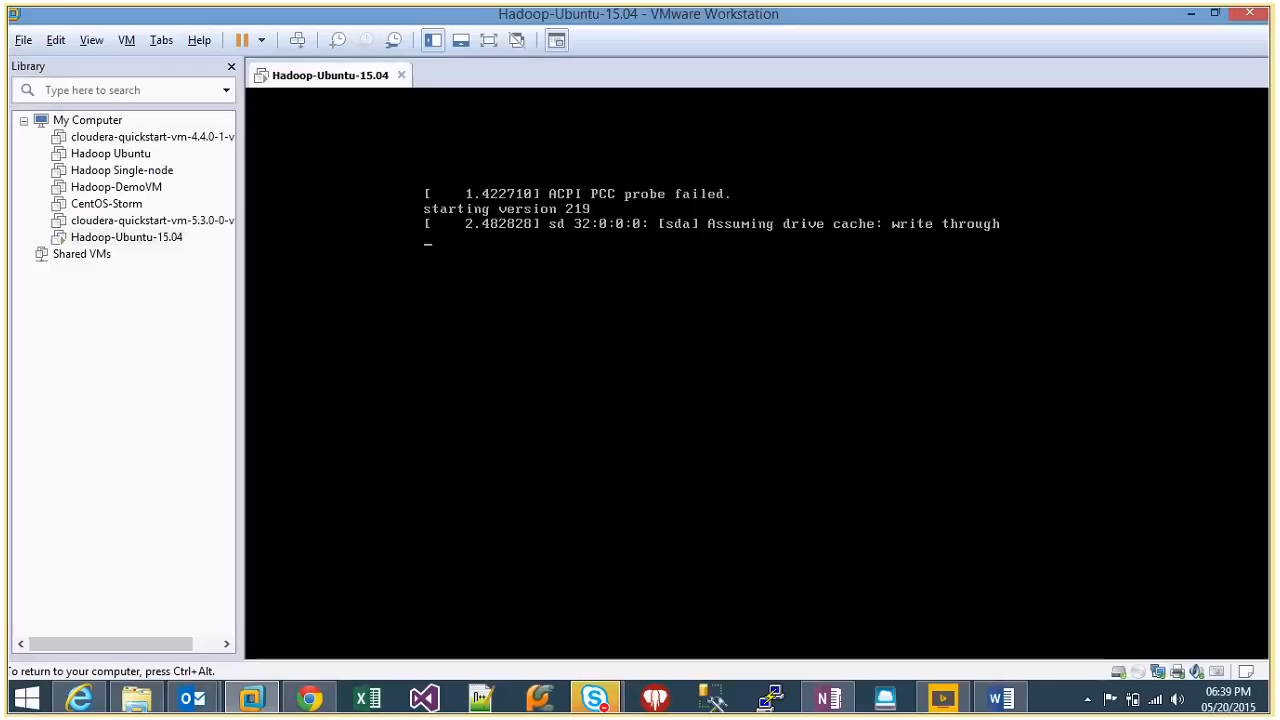 Hadoop-Ubuntu-15.04 - VMware Workstation
File Edit View VM Tabs Help
Library
Type here to search
My Computer
cloudera-quickstart-vm-4.4.0-1-v
Hadoop Ubuntu
Hadoop Single-node
Hadoop-DemoVM
CentOS-Storm
cloudera-quickstart-vm-5.3.0-0-v
Hadoop-Ubuntu-15.04
Shared VMs
Hadoop-Ubuntu-15.04
[    1.422710] ACPI PCC probe failed.
starting version 219
[    2.482828] sd 32:0:0:0: [sda] Assuming drive cache: write through
_
o return to your computer, press Ctrl+Alt.
06:39 PM
05/20/2015